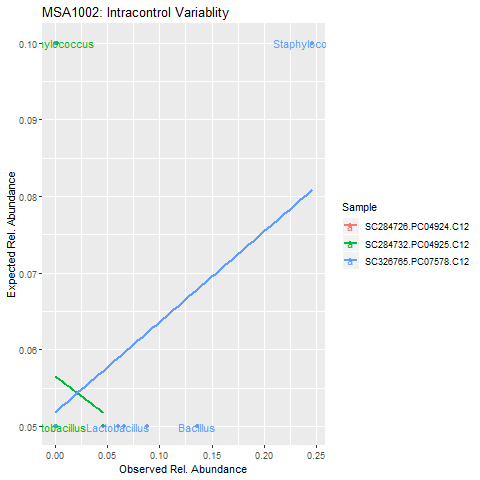 MSA1002: Intracontrol Variablity
ylococcus
Staphyloco
tobacillus
Lactobacillus
Bacillus
0.10
0.09
0.08
0.07
0.06
0.05
0.00
0.05
0.10
0.15
0.20
0.25
Expected Rel. Abundance
Observed Rel. Abundance
Sample
a SC284726.PC04924.C12
a SC284732.PC04925.C12
a SC326765.PC07578.C12